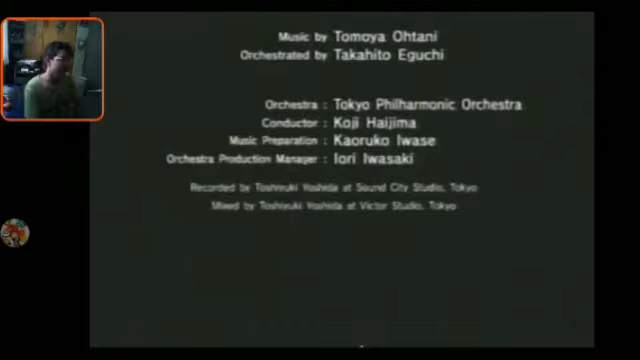 Music by Tomoya Ohtani
Orchestrated by Takahito Eguchi
Orchestra : Tokyo Philharmonic Orchestra
Conductor : Koji Haijima
Music Preparation : Kaoruko Iwase
Orchestra Production Manager : Iori Iwasaki
Recorded by Toshiyuki Yoshida at Sound City Studio, Tokyo
Mixed by Toshiyuki Yoshida at Victor Studio, Tokyo